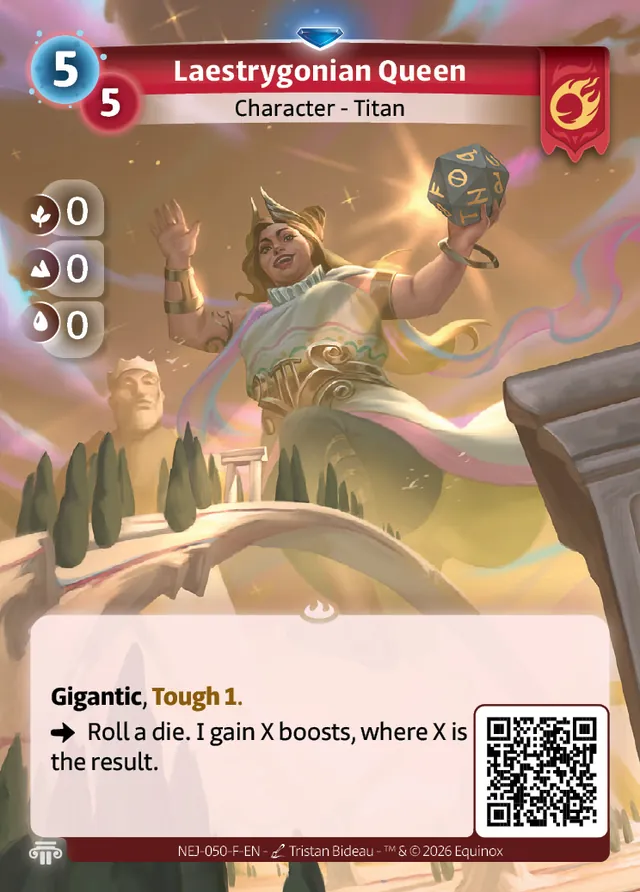 5
Laestrygonian Queen
5
Character - Titan
0
0
0
Gigantic, Tough 1.
Roll a die. I gain X boosts, where X is
the result.
NEJ-050-F-EN - Tristan Bideau - ™ & © 2026 Equinox